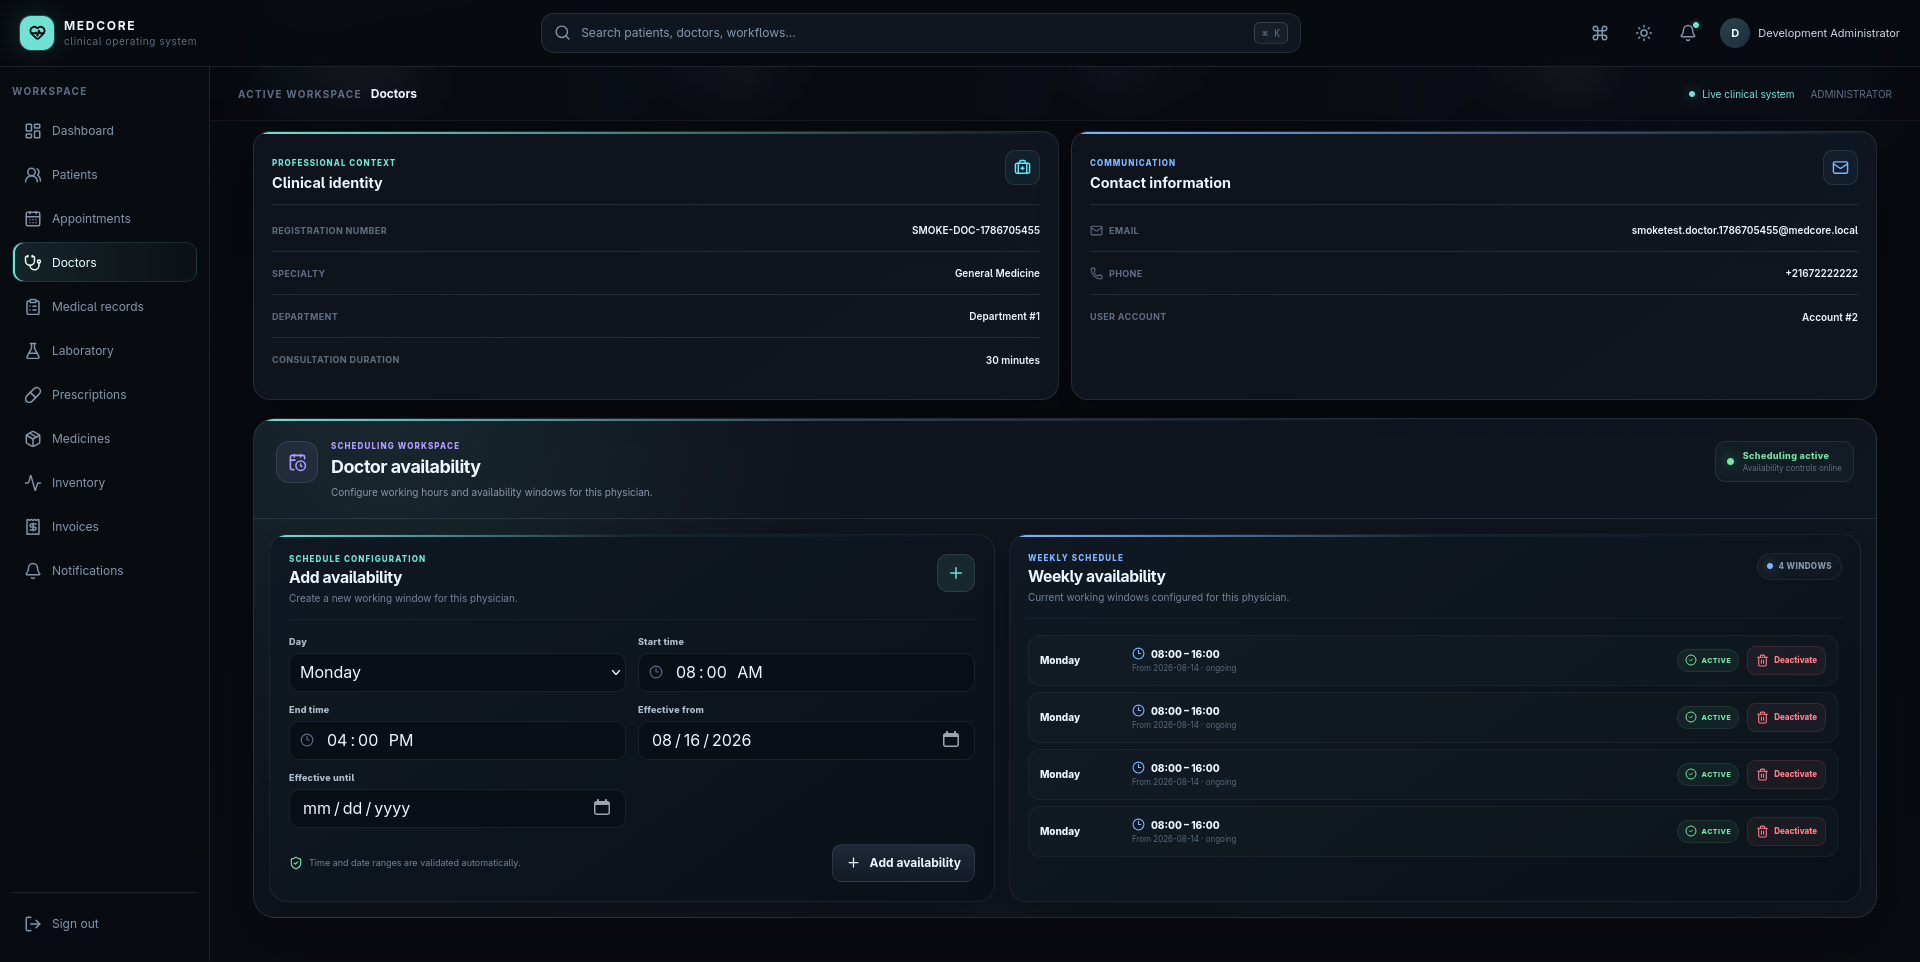 MEDCORE
clinical operating system
Search patients, doctors, workflows...
⌘ K
D
Development Administrator
WORKSPACE
Dashboard
Patients
Appointments
Doctors
Medical records
Laboratory
Prescriptions
Medicines
Inventory
Invoices
Notifications
Sign out
ACTIVE WORKSPACE Doctors
Live clinical system
ADMINISTRATOR
PROFESSIONAL CONTEXT
Clinical identity
REGISTRATION NUMBER SMOKE-DOC-1786705455
SPECIALTY General Medicine
DEPARTMENT Department #1
CONSULTATION DURATION 30 minutes
COMMUNICATION
Contact information
EMAIL smoketest.doctor.1786705455@medcore.local
PHONE +21672222222
USER ACCOUNT Account #2
SCHEDULING WORKSPACE
Doctor availability
Configure working hours and availability windows for this physician.
Scheduling active
Availability controls online
SCHEDULE CONFIGURATION
Add availability
Create a new working window for this physician.
Day
Monday
Start time
08:00 AM
End time
04:00 PM
Effective from
08/16/2026
Effective until
mm/dd/yyyy
Time and date ranges are validated automatically.
Add availability
WEEKLY SCHEDULE
Weekly availability
Current working windows configured for this physician.
4 WINDOWS
Monday
08:00 – 16:00
From 2026-08-14 · ongoing
ACTIVE
Deactivate
Monday
08:00 – 16:00
From 2026-08-14 · ongoing
ACTIVE
Deactivate
Monday
08:00 – 16:00
From 2026-08-14 · ongoing
ACTIVE
Deactivate
Monday
08:00 – 16:00
From 2026-08-14 · ongoing
ACTIVE
Deactivate